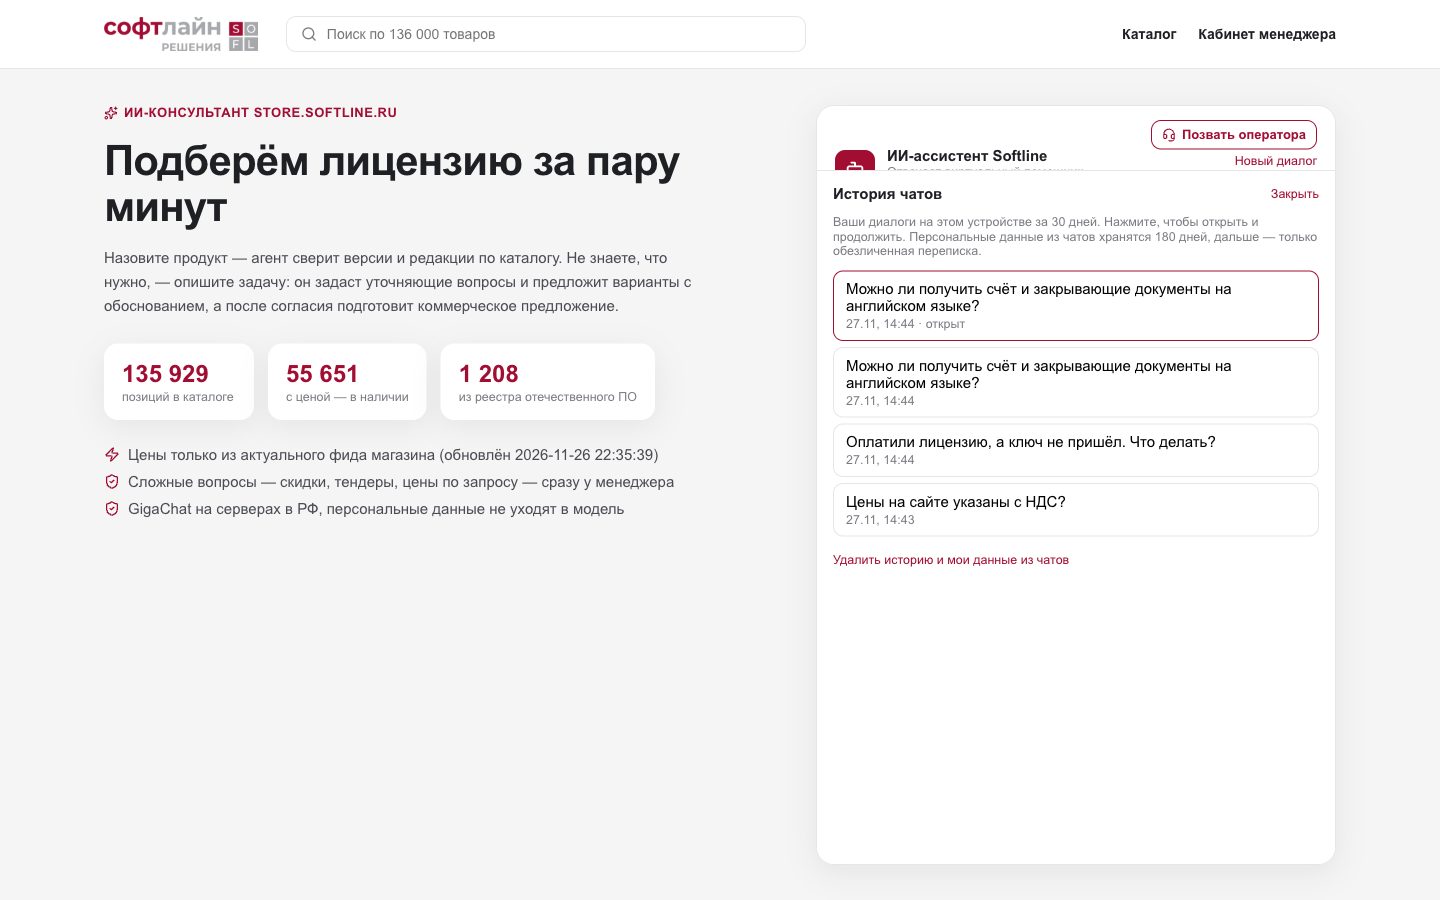 софтлайн
РЕШЕНИЯ
S O
F L
Поиск по 136 000 товаров
Каталог
Кабинет менеджера
ИИ-КОНСУЛЬТАНТ STORE.SOFTLINE.RU
Подберём лицензию за пару
минут
Назовите продукт — агент сверит версии и редакции по каталогу. Не знаете, что
нужно, — опишите задачу: он задаст уточняющие вопросы и предложит варианты с
обоснованием, а после согласия подготовит коммерческое предложение.
135 929
позиций в каталоге
55 651
с ценой — в наличии
1 208
из реестра отечественного ПО
Цены только из актуального фида магазина (обновлён 2026-11-26 22:35:39)
Сложные вопросы — скидки, тендеры, цены по запросу — сразу у менеджера
GigaChat на серверах в РФ, персональные данные не уходят в модель
Позвать оператора
ИИ-ассистент Softline
Новый диалог
История чатов
Закрыть
Ваши диалоги на этом устройстве за 30 дней. Нажмите, чтобы открыть и
продолжить. Персональные данные из чатов хранятся 180 дней, дальше — только
обезличенная переписка.
Можно ли получить счёт и закрывающие документы на
английском языке?
27.11, 14:44 · открыт
Можно ли получить счёт и закрывающие документы на
английском языке?
27.11, 14:44
Оплатили лицензию, а ключ не пришёл. Что делать?
27.11, 14:44
Цены на сайте указаны с НДС?
27.11, 14:43
Удалить историю и мои данные из чатов